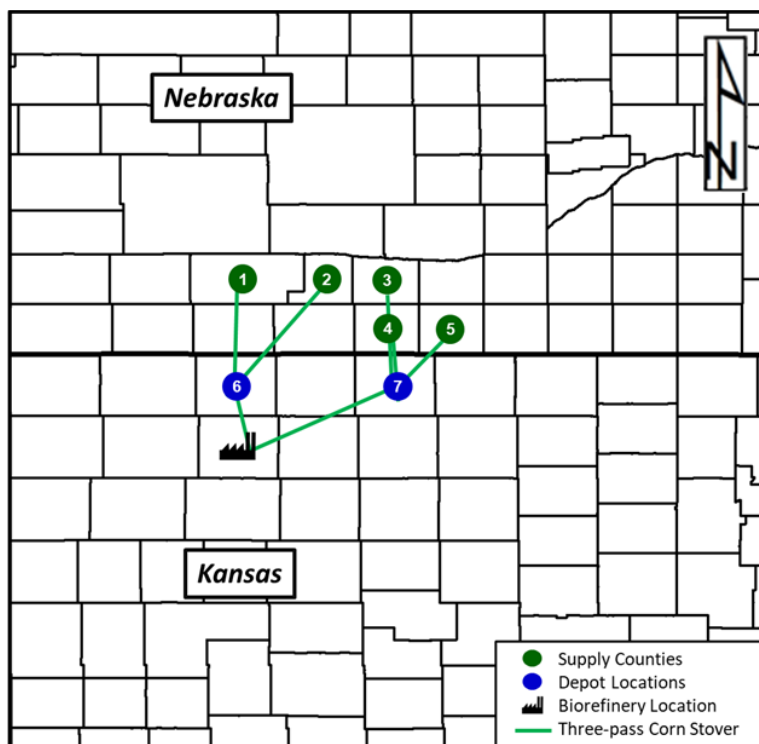 Nebraska
N
1
2
3
4
5
6
7
Kansas
Supply Counties
Depot Locations
Biorefinery Location
Three-pass Corn Stover